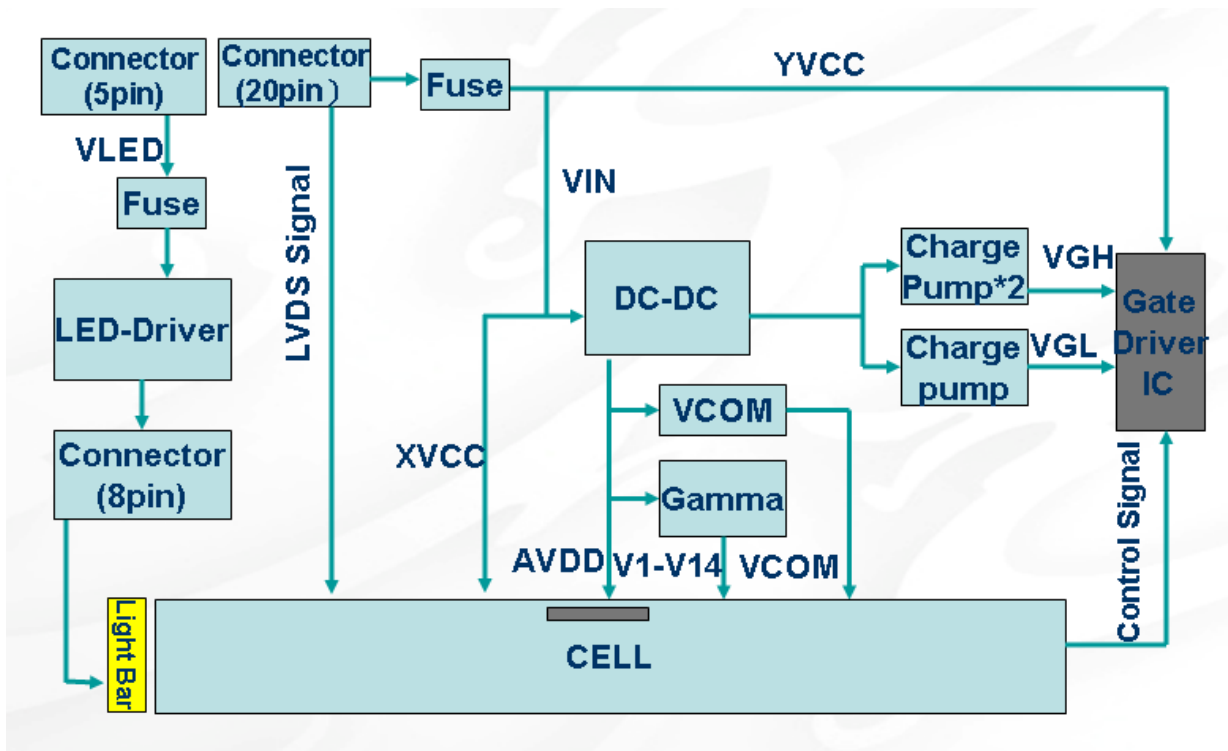 Connector
(5pin)
Connector
(20pin）
Fuse
YVCC
VLED
Fuse
LVDS Signal
VIN
LED-Driver
DC-DC
Charge
Pump*2
VGH
Charge
pump
VGL
Gate
Driver
IC
Connector
(8pin)
XVCC
VCOM
Gamma
AVDD
V1-V14
VCOM
Control Signal
Light Bar
CELL